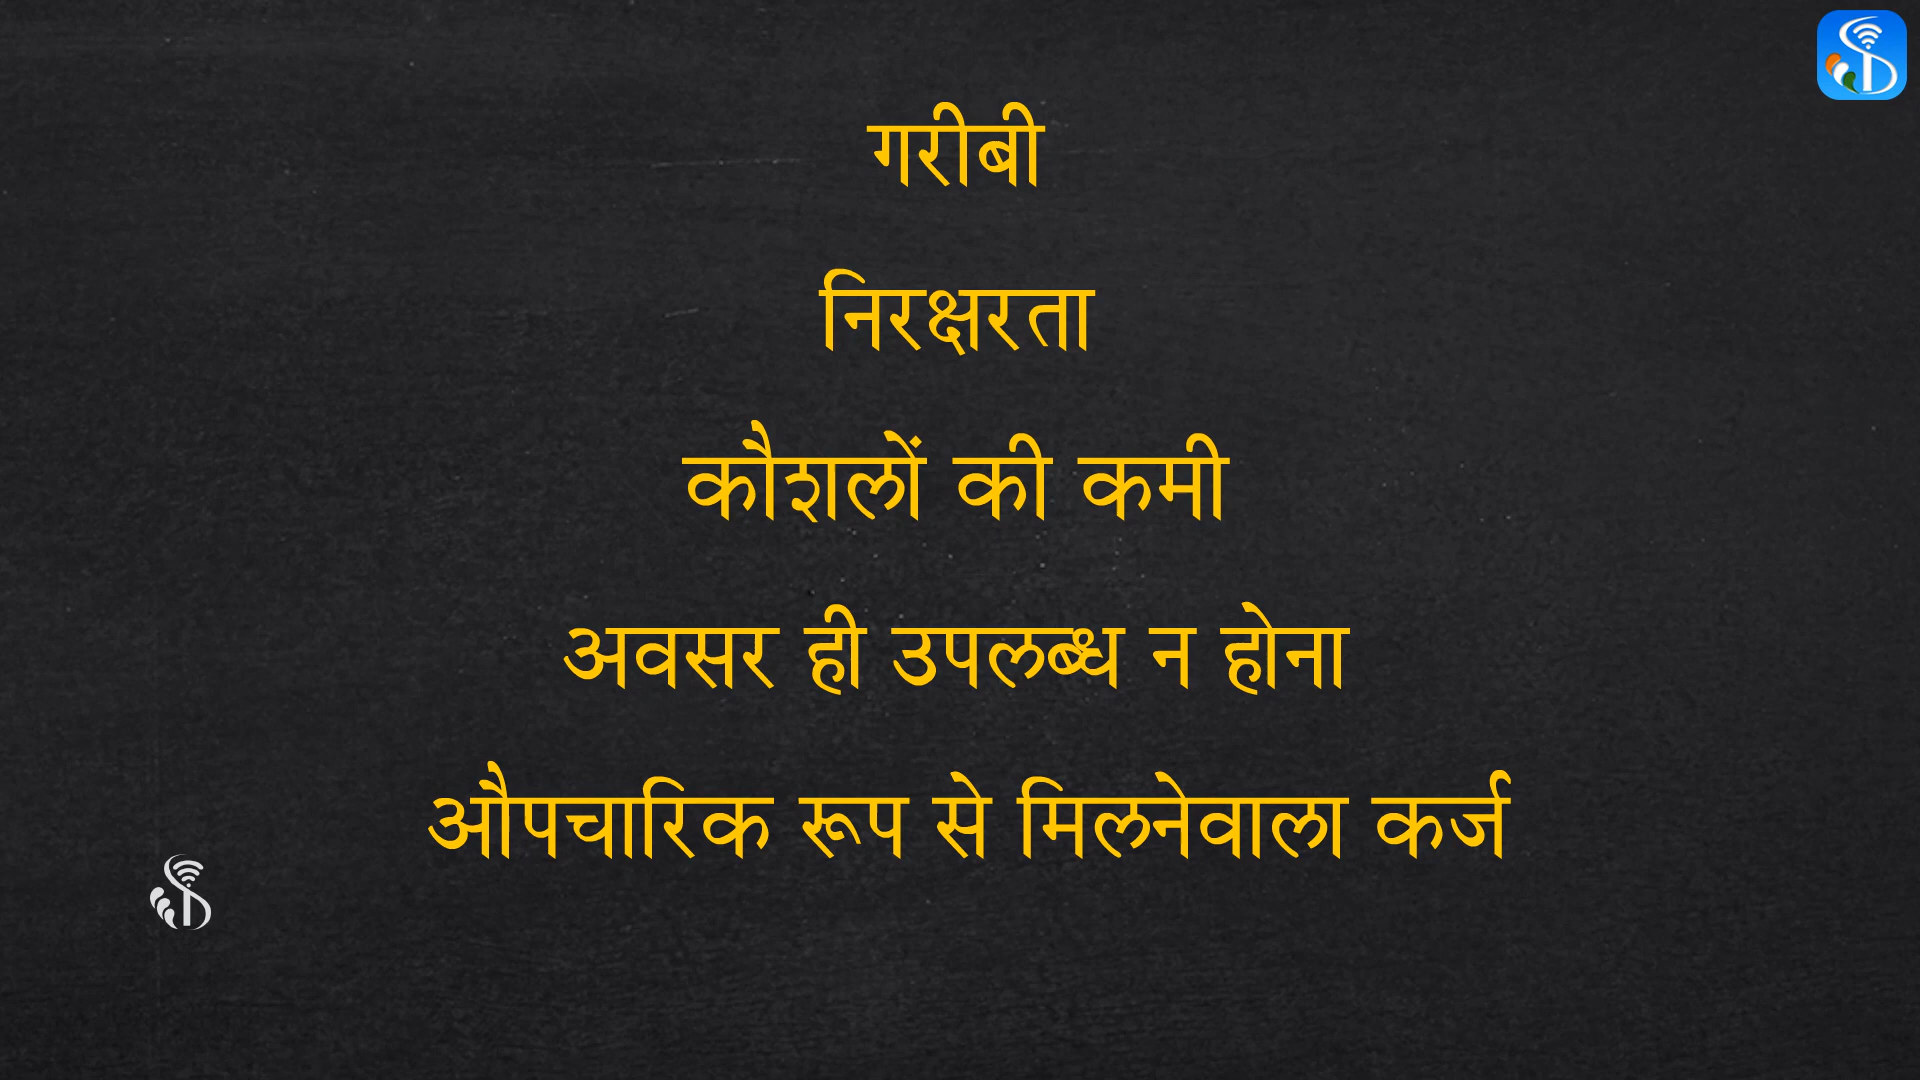 गरीबी
निरक्षरता
कौशलों की कमी
अवसर ही उपलब्ध न होना
औपचारिक रूप से मिलनेवाला कर्ज